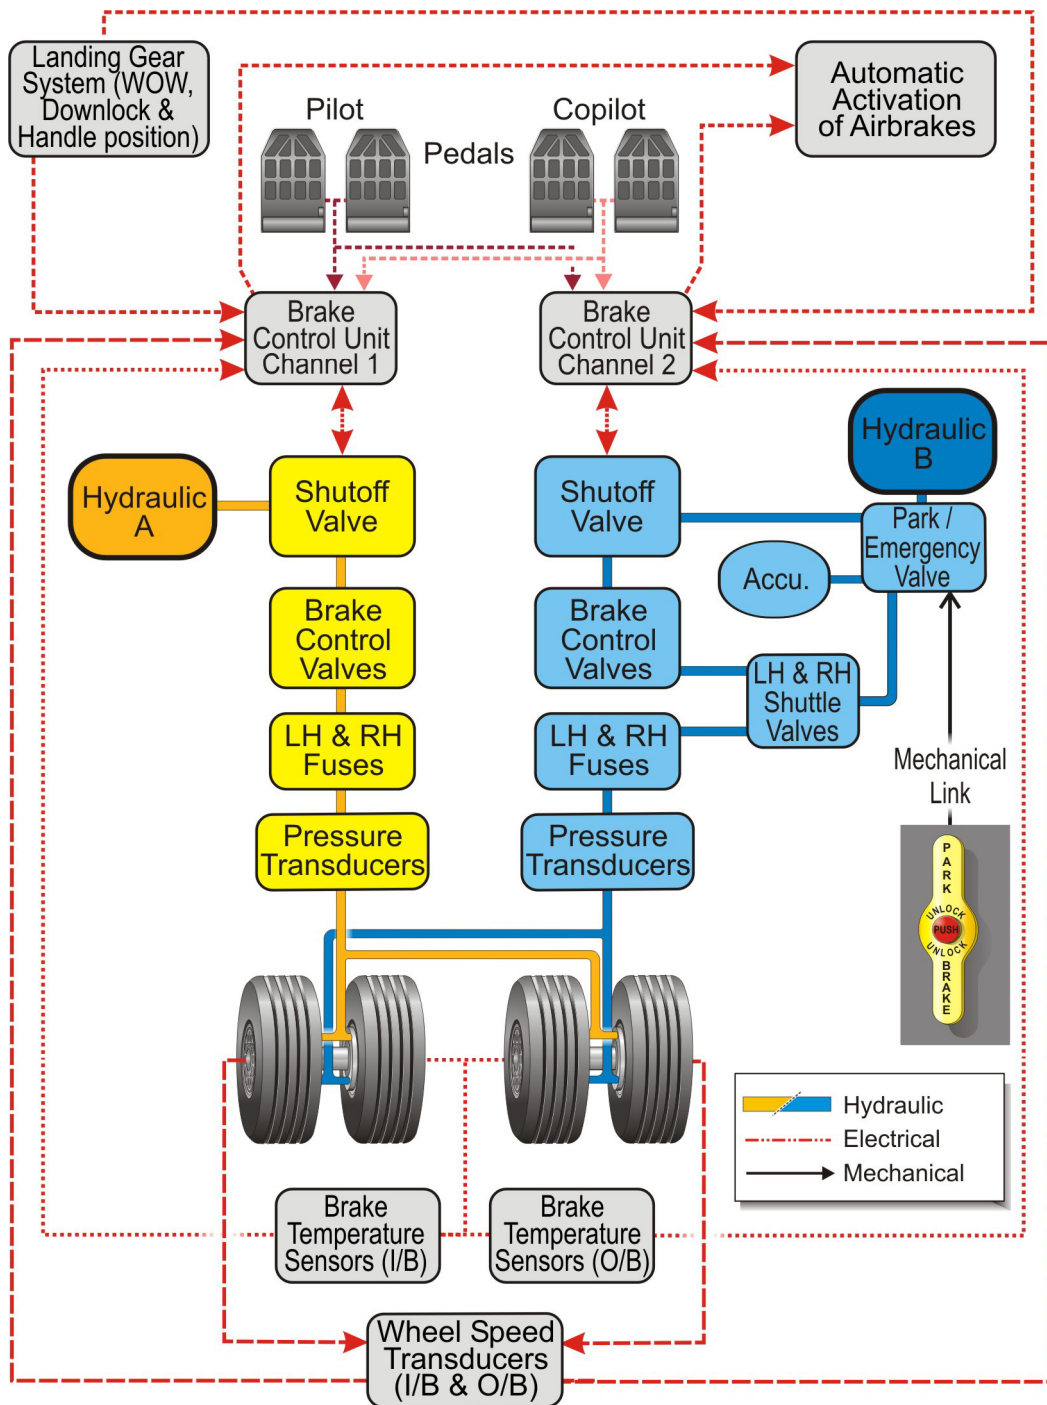 Landing Gear
System (WOW,
Downlock &
Handle position)
Pilot
Copilot
Pedals
Automatic
Activation
of Airbrakes
Brake
Control Unit
Channel 1
Brake
Control Unit
Channel 2
Hydraulic
A
Shutoff
Valve
Shutoff
Valve
Hydraulic
B
Park /
Emergency
Valve
Accu.
Brake
Control
Valves
Brake
Control
Valves
LH & RH
Shuttle
Valves
LH & RH
Fuses
LH & RH
Fuses
Mechanical
Link
Pressure
Transducers
Pressure
Transducers
PARK
UNLOCK
PUSH
UNLOCK
BRAKE
Hydraulic
Electrical
Mechanical
Brake
Temperature
Sensors (I/B)
Brake
Temperature
Sensors (O/B)
Wheel Speed
Transducers
(I/B & O/B)